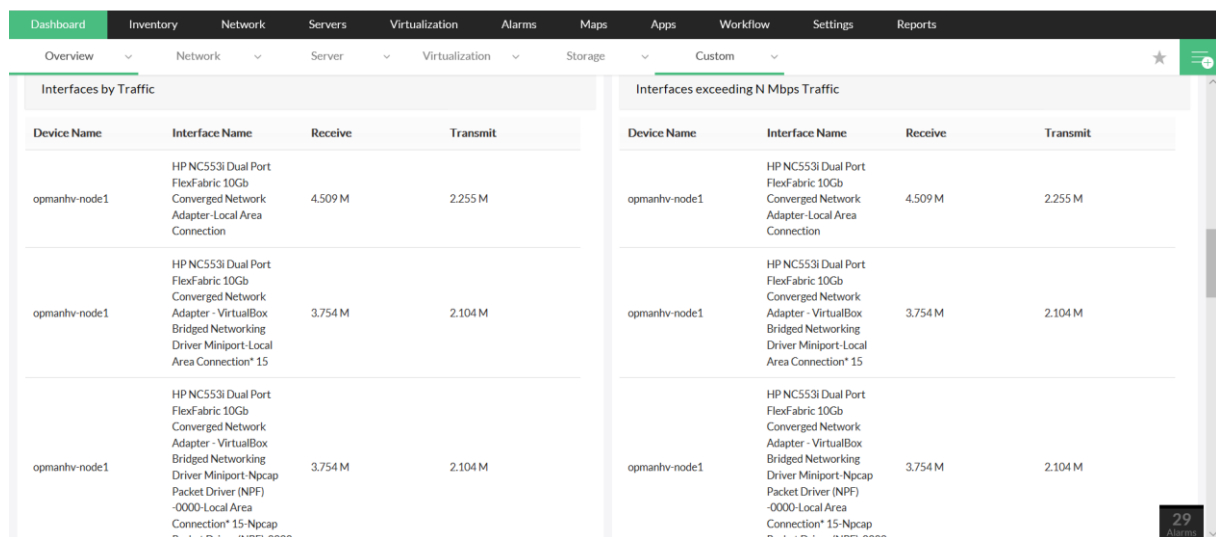 Dashboard Inventory Network Servers Virtualization Alarms Maps Apps Workflow Settings Reports
Overview Network Server Virtualization Storage Custom
Interfaces by Traffic
Device Name Interface Name Receive Transmit
HP NC553i Dual Port
FlexFabric 10Gb
opmanhv-node1 Converged Network 4.509 M 2.255 M
Adapter-Local Area
Connection
HP NC553i Dual Port
FlexFabric 10Gb
Converged Network
opmanhv-node1 Adapter - VirtualBox 3.754 M 2.104 M
Bridged Networking
Driver Miniport-Local
Area Connection* 15
HP NC553i Dual Port
FlexFabric 10Gb
Converged Network
Adapter - VirtualBox
Bridged Networking
opmanhv-node1 Driver Miniport-Npcap 3.754 M 2.104 M
Packet Driver (NPF)
-0000-Local Area
Connection* 15-Npcap
Packet Driver (NPF)-0000
Interfaces exceeding N Mbps Traffic
Device Name Interface Name Receive Transmit
HP NC553i Dual Port
FlexFabric 10Gb
opmanhv-node1 Converged Network 4.509 M 2.255 M
Adapter-Local Area
Connection
HP NC553i Dual Port
FlexFabric 10Gb
Converged Network
opmanhv-node1 Adapter - VirtualBox 3.754 M 2.104 M
Bridged Networking
Driver Miniport-Local
Area Connection* 15
HP NC553i Dual Port
FlexFabric 10Gb
Converged Network
Adapter - VirtualBox
Bridged Networking
opmanhv-node1 Driver Miniport-Npcap 3.754 M 2.104 M
Packet Driver (NPF)
-0000-Local Area
Connection* 15-Npcap
Packet Driver (NPF)-0000
29
Alarms